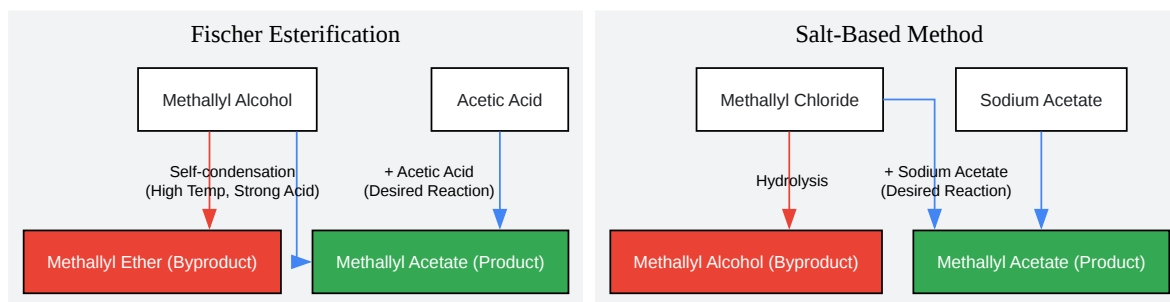 Fischer Esterification
Methallyl Alcohol
Acetic Acid
Self-condensation
(High Temp, Strong Acid)
+ Acetic Acid
(Desired Reaction)
Methallyl Ether (Byproduct)
Methallyl Acetate (Product)
Salt-Based Method
Methallyl Chloride
Sodium Acetate
Hydrolysis
+ Sodium Acetate
(Desired Reaction)
Methallyl Alcohol (Byproduct)
Methallyl Acetate (Product)